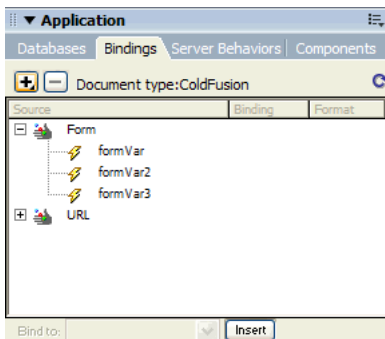 Application
Databases Bindings Server Behaviors Components
Document type:ColdFusion
Source Binding Format
Form
formVar
formVar2
formVar3
URL
Bind to: Insert